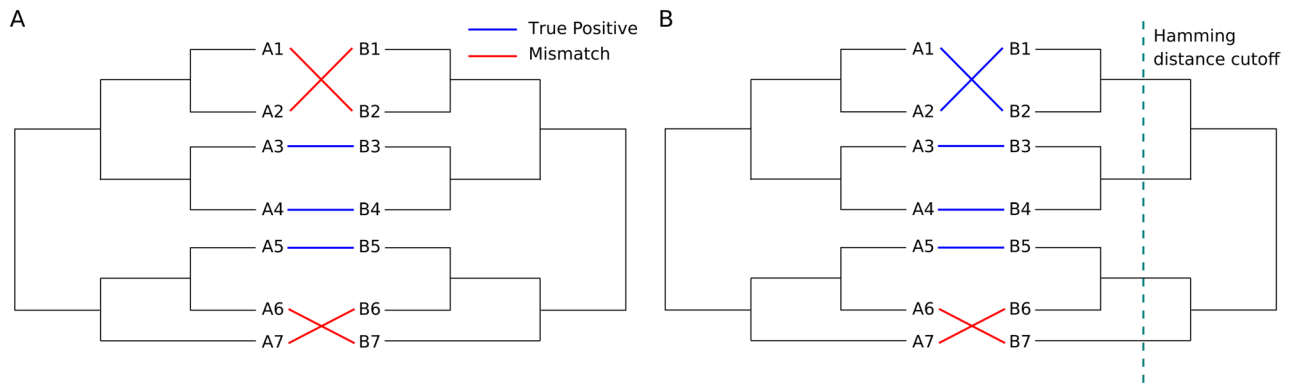 A
True Positive
Mismatch
A1 B1
A2 B2
A3 B3
A4 B4
A5 B5
A6 B6
A7 B7
B
Hamming
distance cutoff
A1 B1
A2 B2
A3 B3
A4 B4
A5 B5
A6 B6
A7 B7